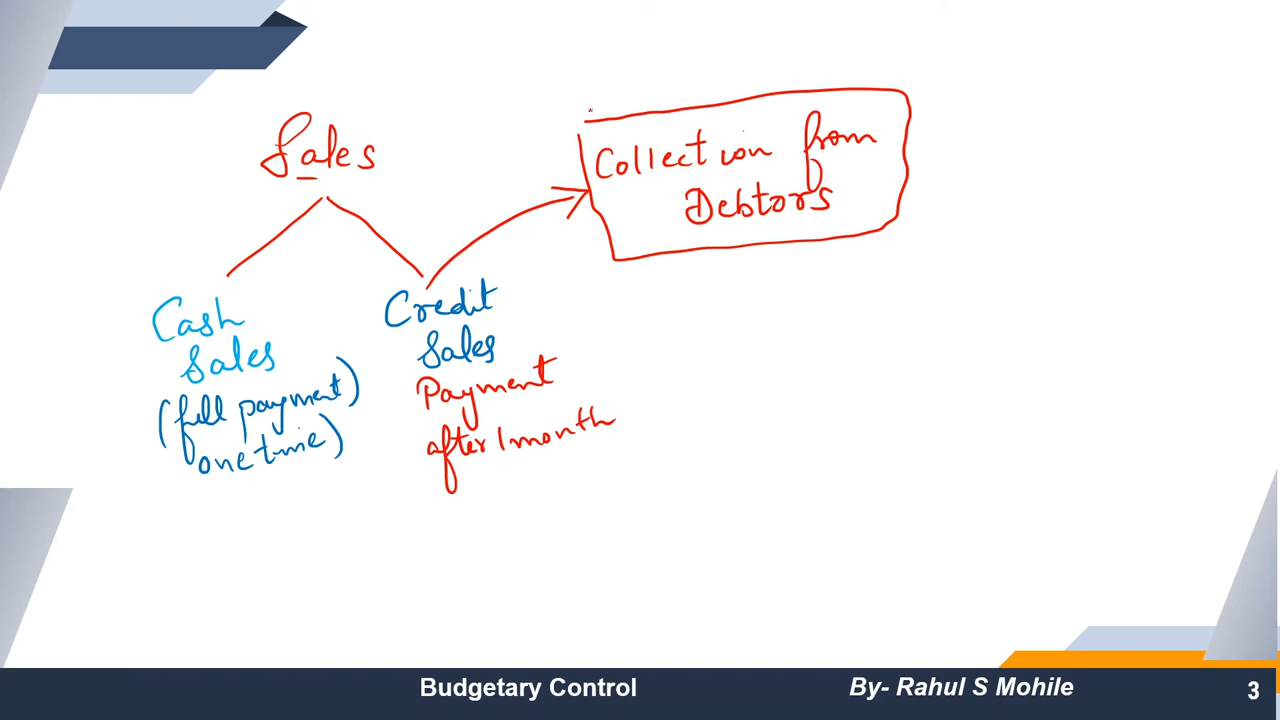 Sales
Collection from
Debtors
Cash
Sales
(full payment
one time)
Credit
Sales
Payment
after 1 month
Budgetary Control
By- Rahul S Mohile
3